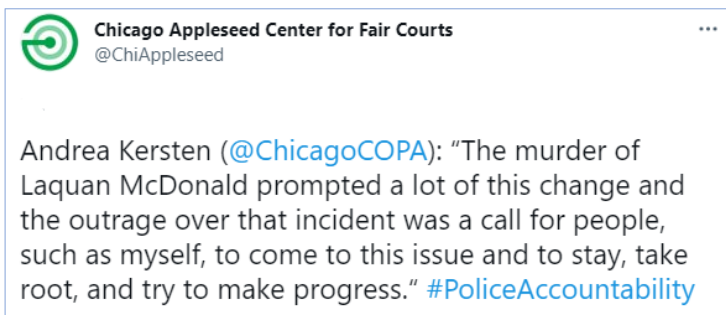 Chicago Appleseed Center for Fair Courts
@ChiAppleseed
Andrea Kersten (@ChicagoCOPA): “The murder of
Laquan McDonald prompted a lot of this change and
the outrage over that incident was a call for people,
such as myself, to come to this issue and to stay, take
root, and try to make progress.“ #PoliceAccountability